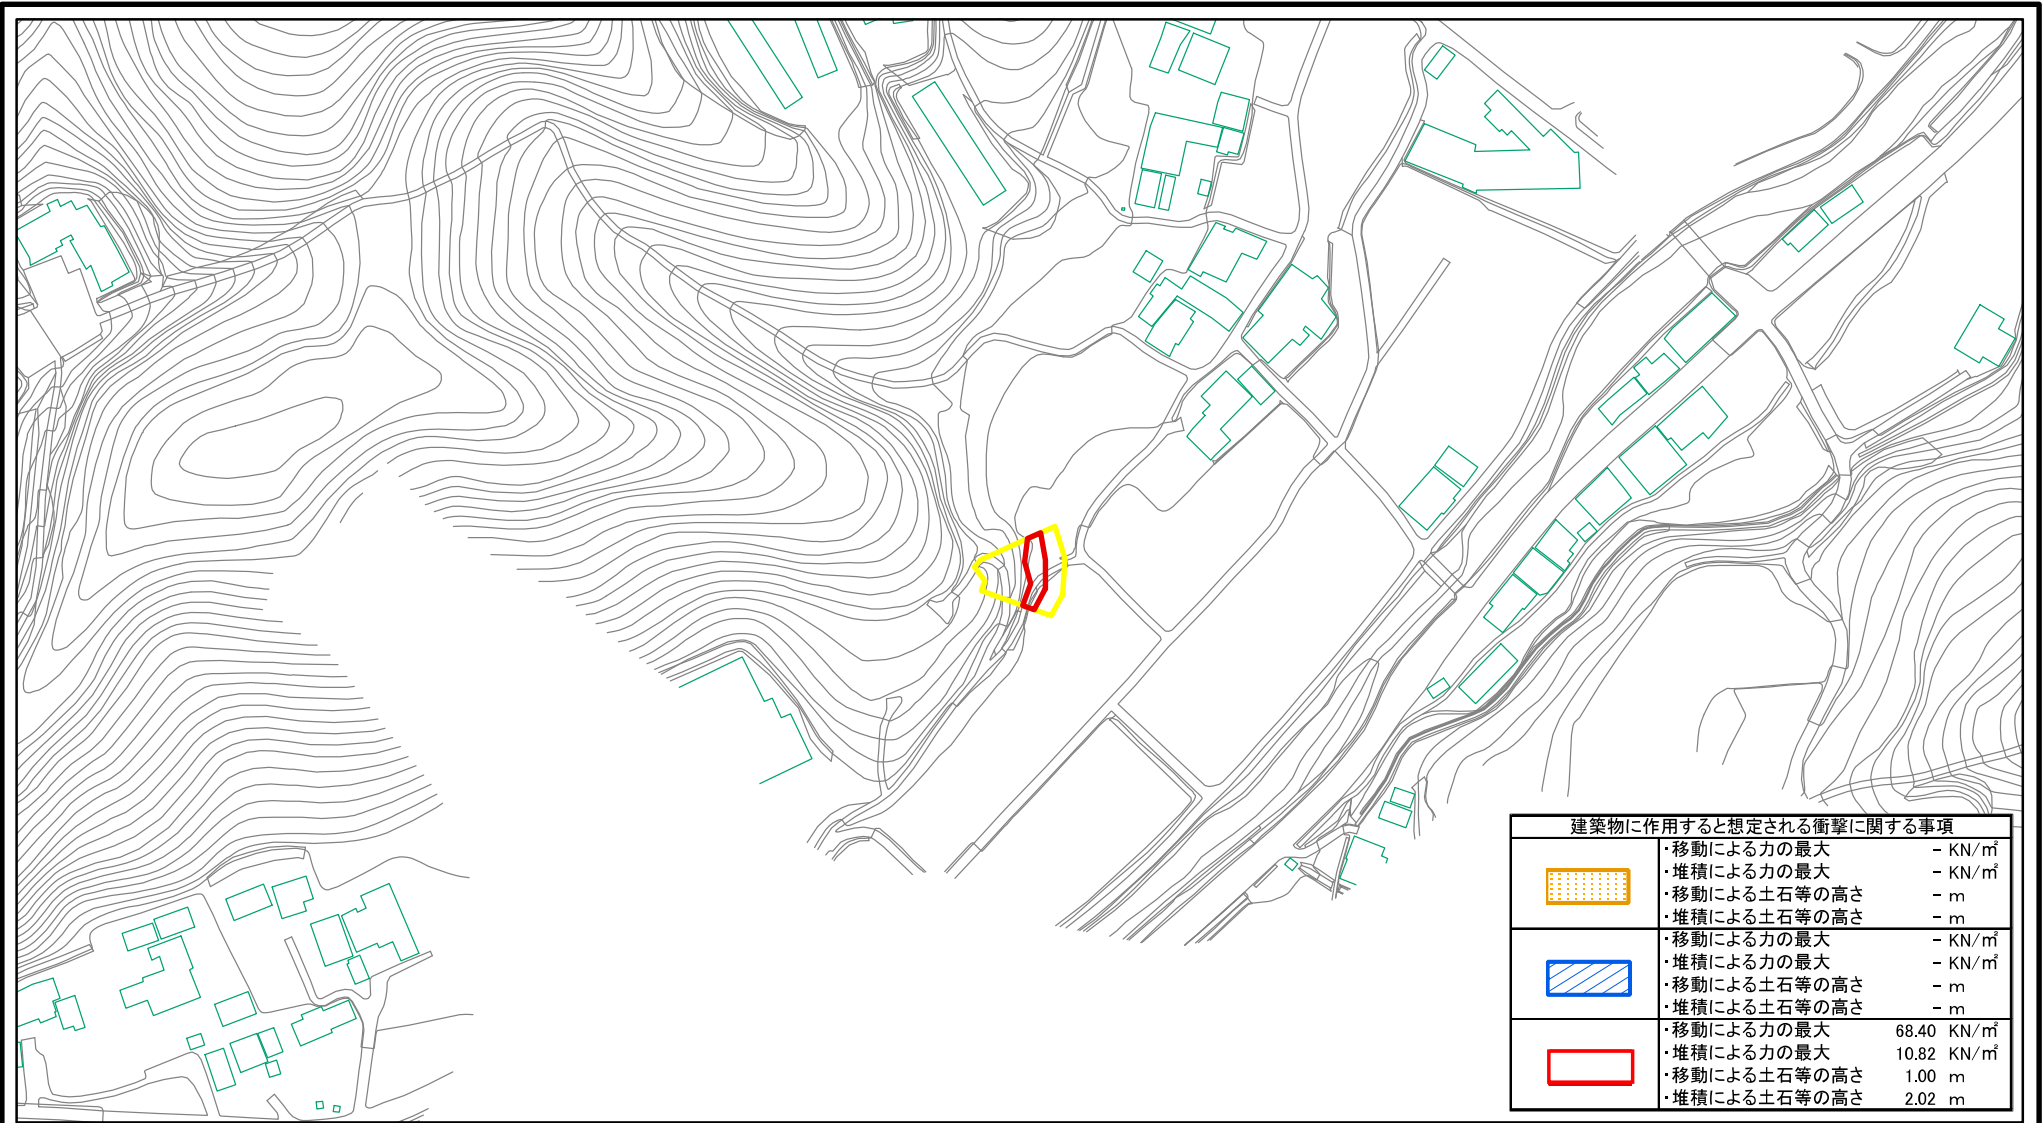 建築物に作用すると想定される衝撃に関する事項
・移動による力の最大 - KN/㎡
・堆積による力の最大 - KN/㎡
・移動による土石等の高さ - m
・堆積による土石等の高さ - m
・移動による力の最大 - KN/㎡
・堆積による力の最大 - KN/㎡
・移動による土石等の高さ - m
・堆積による土石等の高さ - m
・移動による力の最大 68.40 KN/㎡
・堆積による力の最大 10.82 KN/㎡
・移動による土石等の高さ 1.00 m
・堆積による土石等の高さ 2.02 m